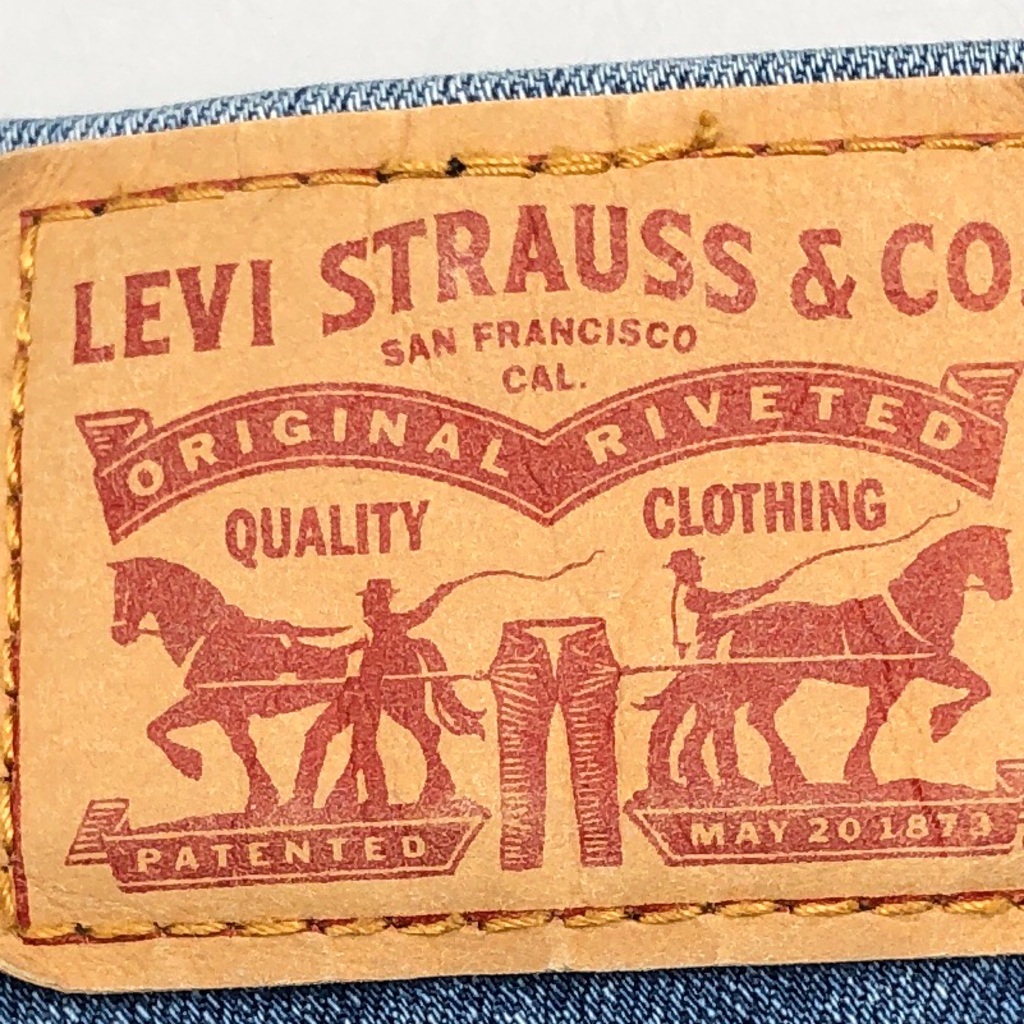 LEVI STRAUSS & CO.
SAN FRANCISCO
CAL.
ORIGINAL RIVETED
QUALITY CLOTHING
PATENTED MAY 20 1873